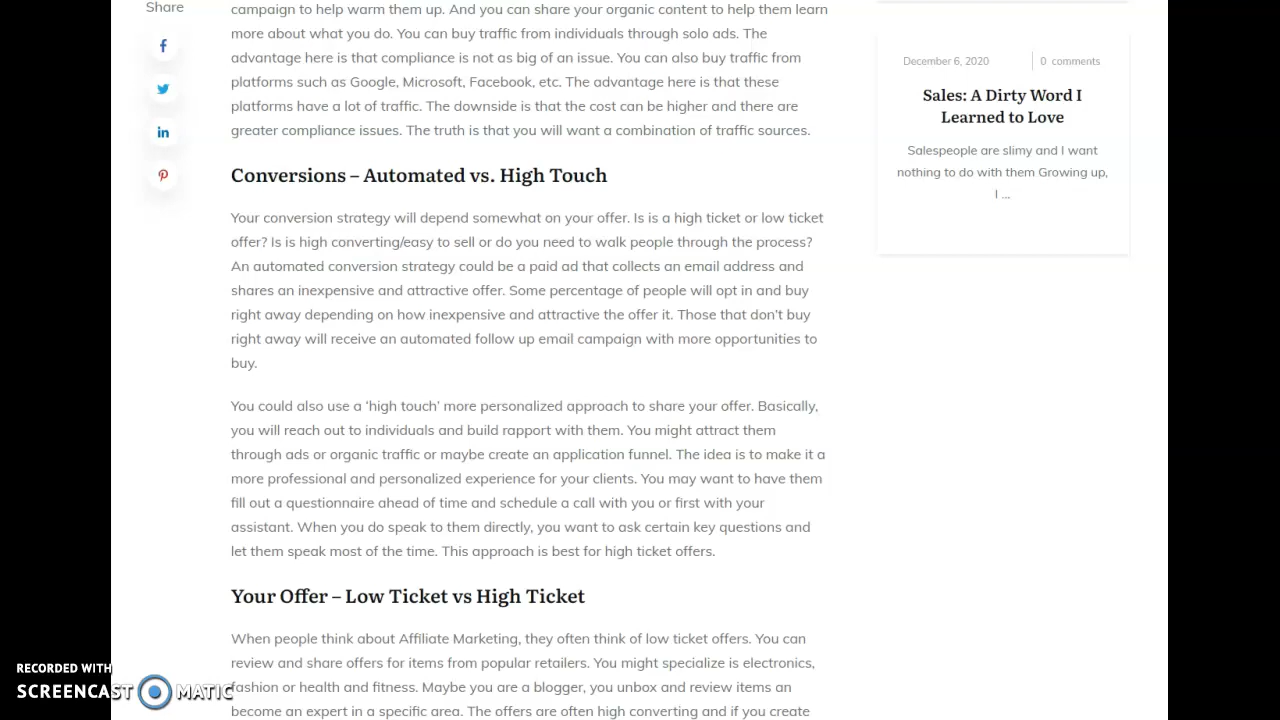 Share
campaign to help warm them up. And you can share your organic content to help them learn
more about what you do. You can buy traffic from individuals through solo ads. The
advantage here is that compliance is not as big of an issue. You can also buy traffic from
platforms such as Google, Microsoft, Facebook, etc. The advantage here is that these
platforms have a lot of traffic. The downside is that the cost can be higher and there are
greater compliance issues. The truth is that you will want a combination of traffic sources.
Conversions – Automated vs. High Touch
Your conversion strategy will depend somewhat on your offer. Is is a high ticket or low ticket
offer? Is is high converting/easy to sell or do you need to walk people through the process?
An automated conversion strategy could be a paid ad that collects an email address and
shares an inexpensive and attractive offer. Some percentage of people will opt in and buy
right away depending on how inexpensive and attractive the offer it. Those that don't buy
right away will receive an automated follow up email campaign with more opportunities to
buy.
You could also use a 'high touch' more personalized approach to share your offer. Basically,
you will reach out to individuals and build rapport with them. You might attract them
through ads or organic traffic or maybe create an application funnel. The idea is to make it a
more professional and personalized experience for your clients. You may want to have them
fill out a questionnaire ahead of time and schedule a call with you or first with your
assistant. When you do speak to them directly, you want to ask certain key questions and
let them speak most of the time. This approach is best for high ticket offers.
Your Offer – Low Ticket vs High Ticket
When people think about Affiliate Marketing, they often think of low ticket offers. You can
review and share offers for items from popular retailers. You might specialize is electronics,
fashion or health and fitness. Maybe you are a blogger, you unbox and review items an
become an expert in a specific area. The offers are often high converting and if you create
December 6, 2020
0 comments
Sales: A Dirty Word I
Learned to Love
Salespeople are slimy and I want
nothing to do with them Growing up,
I ...
RECORDED WITH
SCREENCAST MATIC